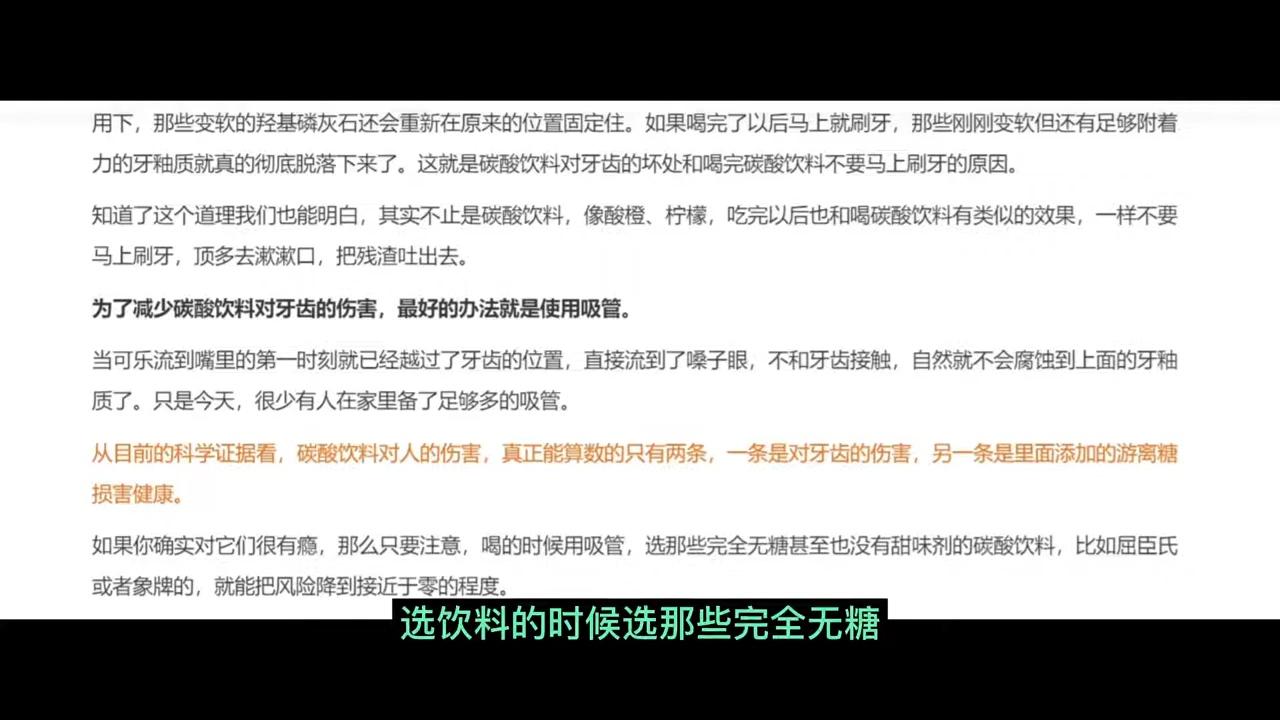 用下，那些变软的羟基磷灰石还会重新在原来的位置固定住。如果喝完了以后马上就刷牙，那些刚刚变软但还有足够附着
力的牙釉质就真的彻底脱落下来了。这就是碳酸饮料对牙齿的坏处和喝完碳酸饮料不要马上刷牙的原因。
知道了这个道理我们也能明白，其实不止是碳酸饮料，像酸橙、柠檬，吃完以后也和喝碳酸饮料有类似的效果，一样不要
马上刷牙，顶多去漱漱口，把残渣吐出去。
为了减少碳酸饮料对牙齿的伤害，最好的办法就是使用吸管。
当可乐流到嘴里的第一时刻就已经越过了牙齿的位置，直接流到了嗓子眼，不和牙齿接触，自然就不会腐蚀到上面的牙釉
质了。只是今天，很少有人在家里备了足够多的吸管。
从目前的科学证据看，碳酸饮料对人的伤害，真正能算数的只有两条，一条是对牙齿的伤害，另一条是里面添加的游离糖
损害健康。
如果你确实对它们很有瘾，那么只要注意，喝的时候用吸管，选那些完全无糖甚至也没有甜味剂的碳酸饮料，比如屈臣氏
或者象牌的，就能把风险降到接近于零的程度。
选饮料的时候选那些完全无糖